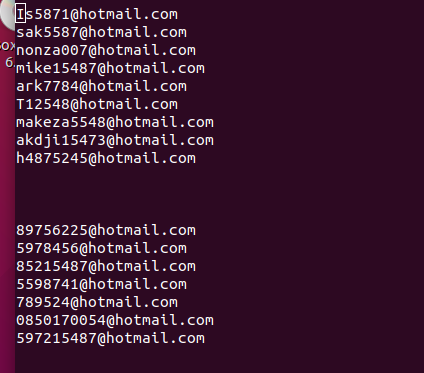 Is5871@hotmail.com
sak5587@hotmail.com
nonza007@hotmail.com
mike15487@hotmail.com
ark7784@hotmail.com
T12548@hotmail.com
makeza5548@hotmail.com
akdji15473@hotmail.com
h4875245@hotmail.com
89756225@hotmail.com
5978456@hotmail.com
85215487@hotmail.com
5598741@hotmail.com
789524@hotmail.com
0850170054@hotmail.com
597215487@hotmail.com